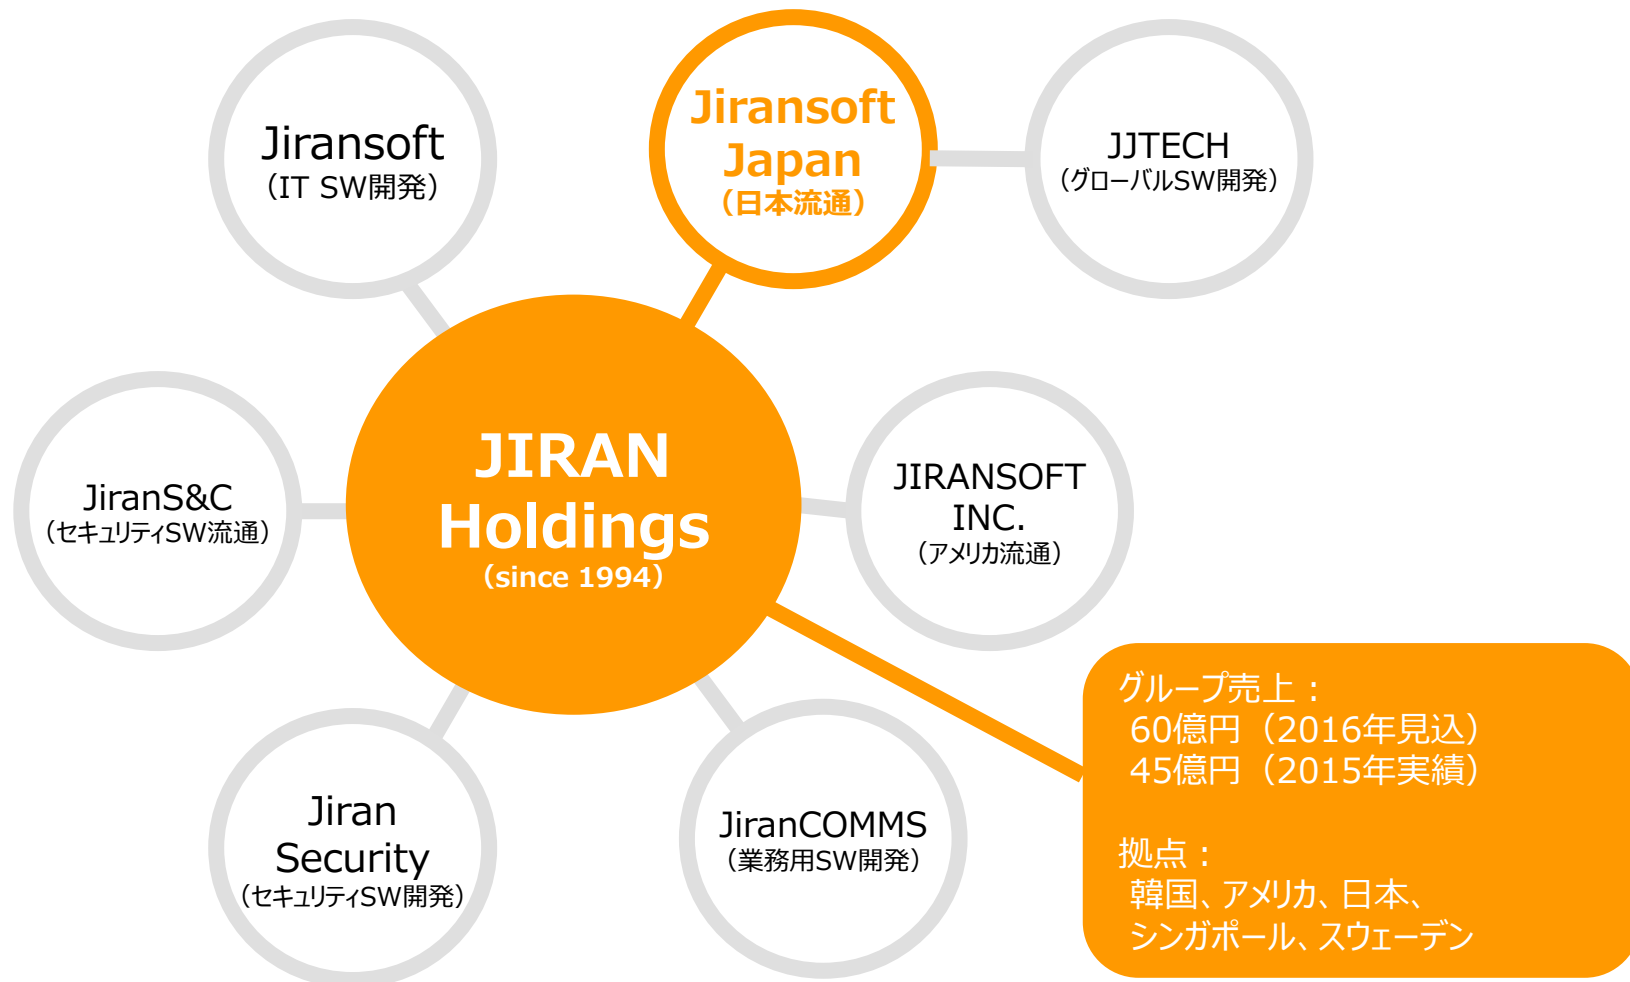 Jiransoft
（IT SW開発）
Jiransoft
Japan
（日本流通）
JJTECH
（グローバルSW開発）
JiranS&C
（セキュリティSW流通）
JIRAN
Holdings
（since 1994）
JIRANSOFT
INC.
（アメリカ流通）
Jiran
Security
（セキュリティSW開発）
JiranCOMMS
（業務用SW開発）
グループ売上：
60億円（2016年見込）
45億円（2015年実績）
拠点：
韓国、アメリカ、日本、
シンガポール、スウェーデン